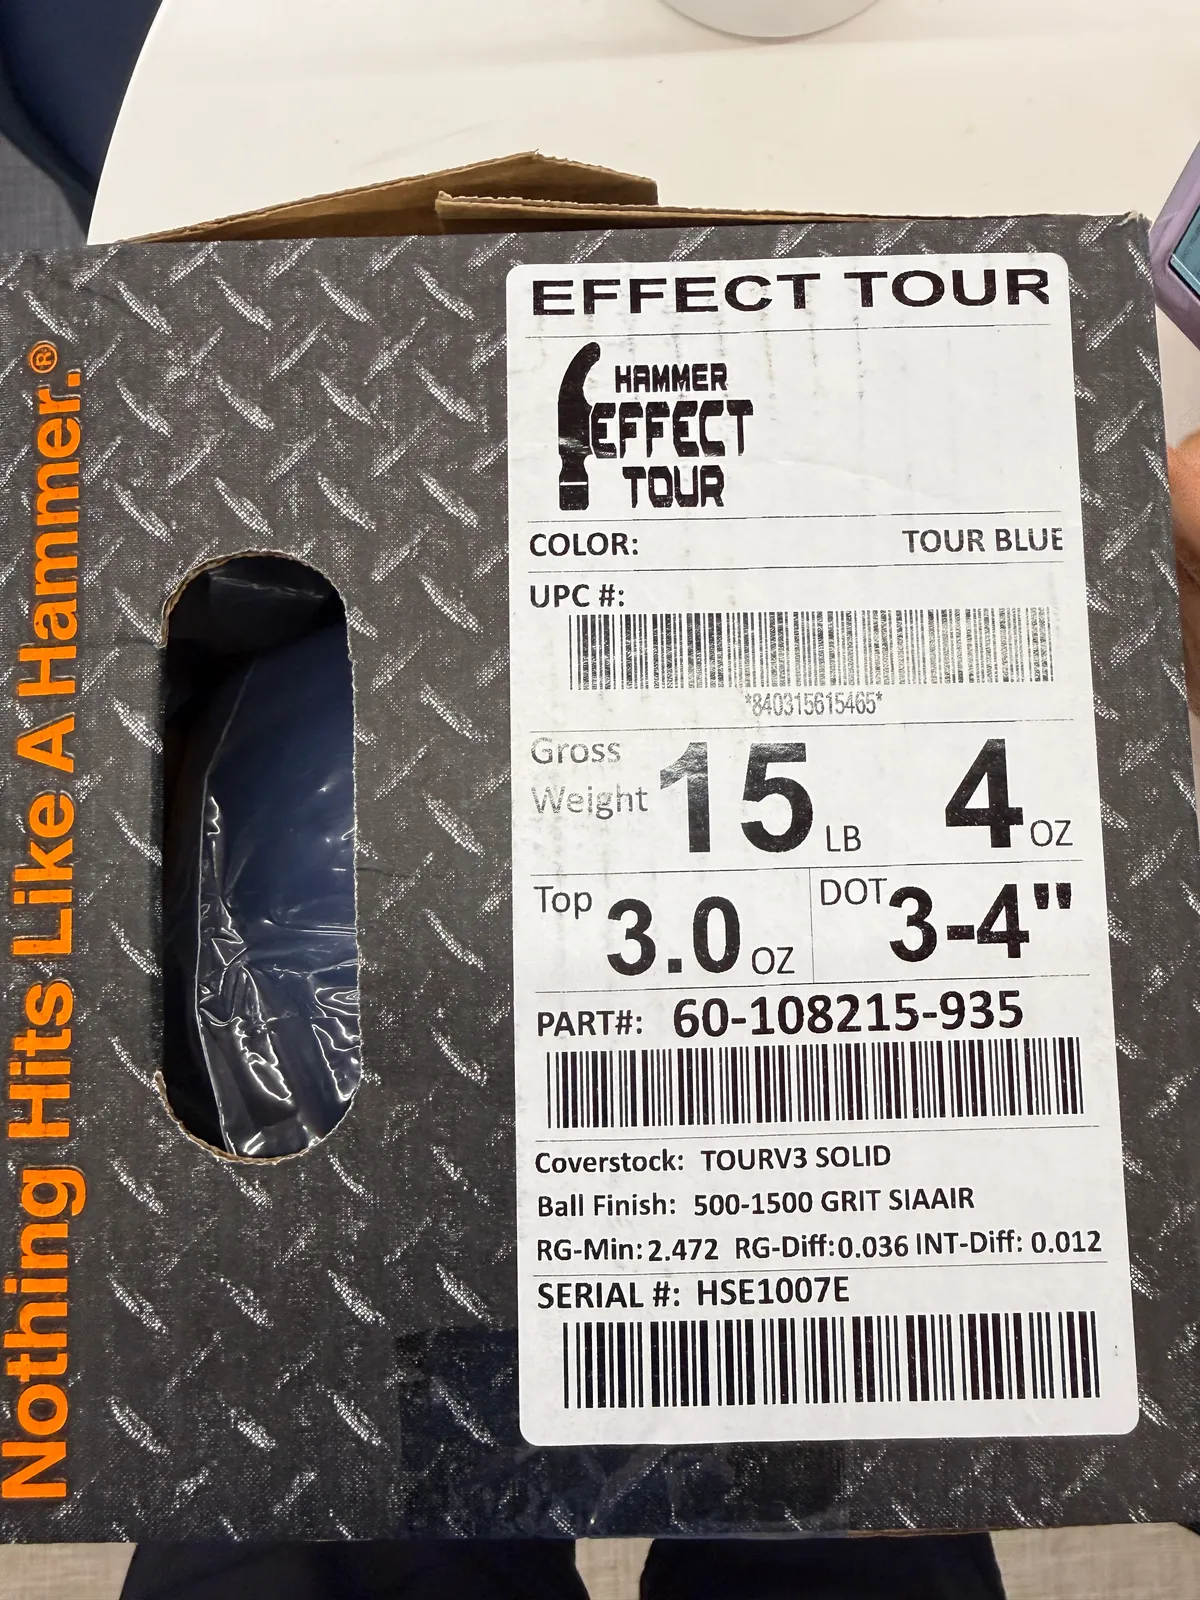 Nothing Hits Like A Hammer.®
EFFECT TOUR
HAMMER
EFFECT
TOUR
COLOR: TOUR BLUE
UPC #:
*840315615465*
Gross Weight 15 LB 4 OZ
Top 3.0 OZ DOT 3-4"
PART#: 60-108215-935
Coverstock: TOURV3 SOLID
Ball Finish: 500-1500 GRIT SIAAIR
RG-Min: 2.472 RG-Diff: 0.036 INT-Diff: 0.012
SERIAL #: HSE1007E